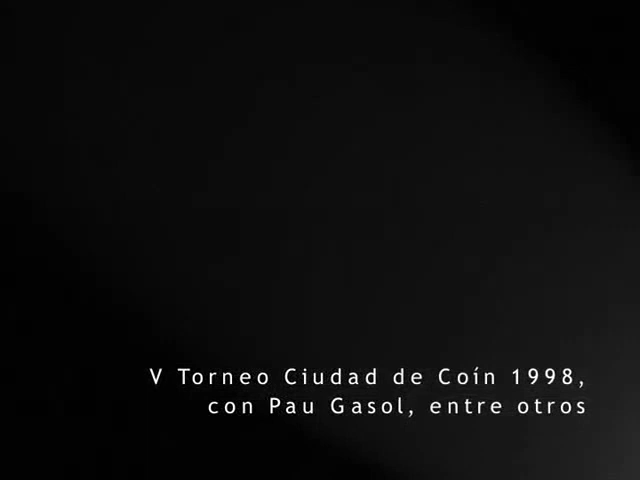 V Torneo Ciudad de Coín 1998,
con Pau Gasol, entre otros